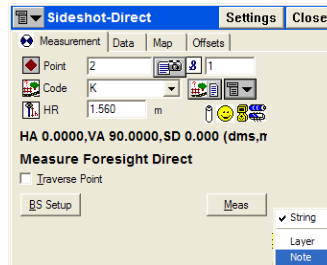 Sideshot-Direct Settings Close
Measurement Data Map Offsets
Point 2 1
Code K
HR 1.560 m
HA 0.0000,VA 90.0000,SD 0.000 (dms,m
Measure Foresight Direct
Traverse Point
BS Setup Meas
String
Layer
Note